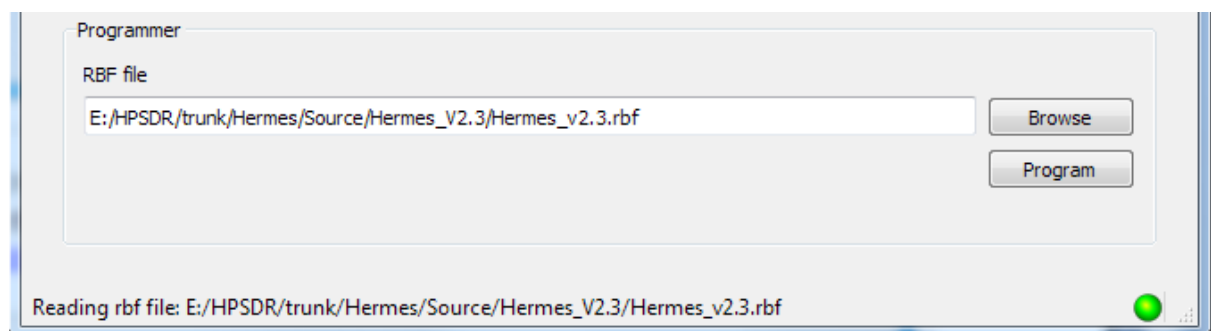 Programmer
RBF file
E:/HPSDR/trunk/Hermes/Source/Hermes_V2.3/Hermes_v2.3.rbf
Browse
Program
Reading rbf file: E:/HPSDR/trunk/Hermes/Source/Hermes_V2.3/Hermes_v2.3.rbf